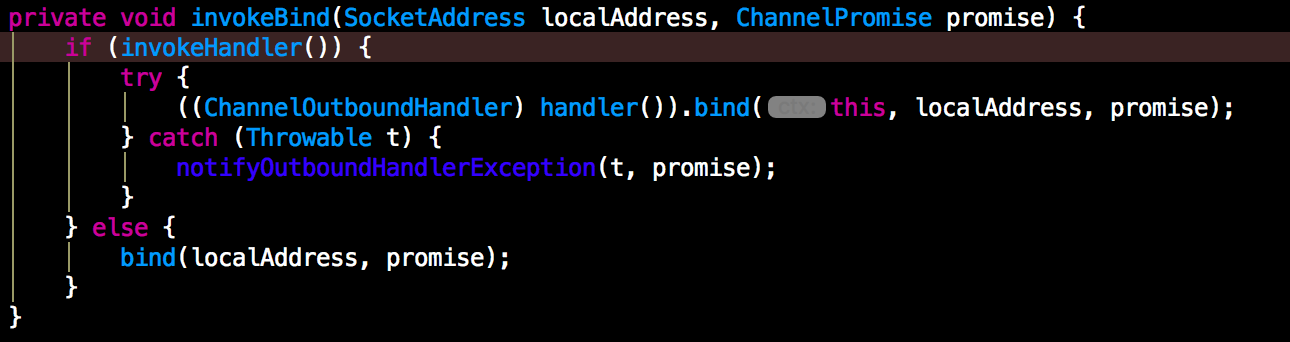 private void invokeBind(SocketAddress localAddress, ChannelPromise promise) {
if (invokeHandler()) {
try {
((ChannelOutboundHandler) handler()).bind( ctx: this, localAddress, promise);
} catch (Throwable t) {
notifyOutboundHandlerException(t, promise);
}
} else {
bind(localAddress, promise);
}
}